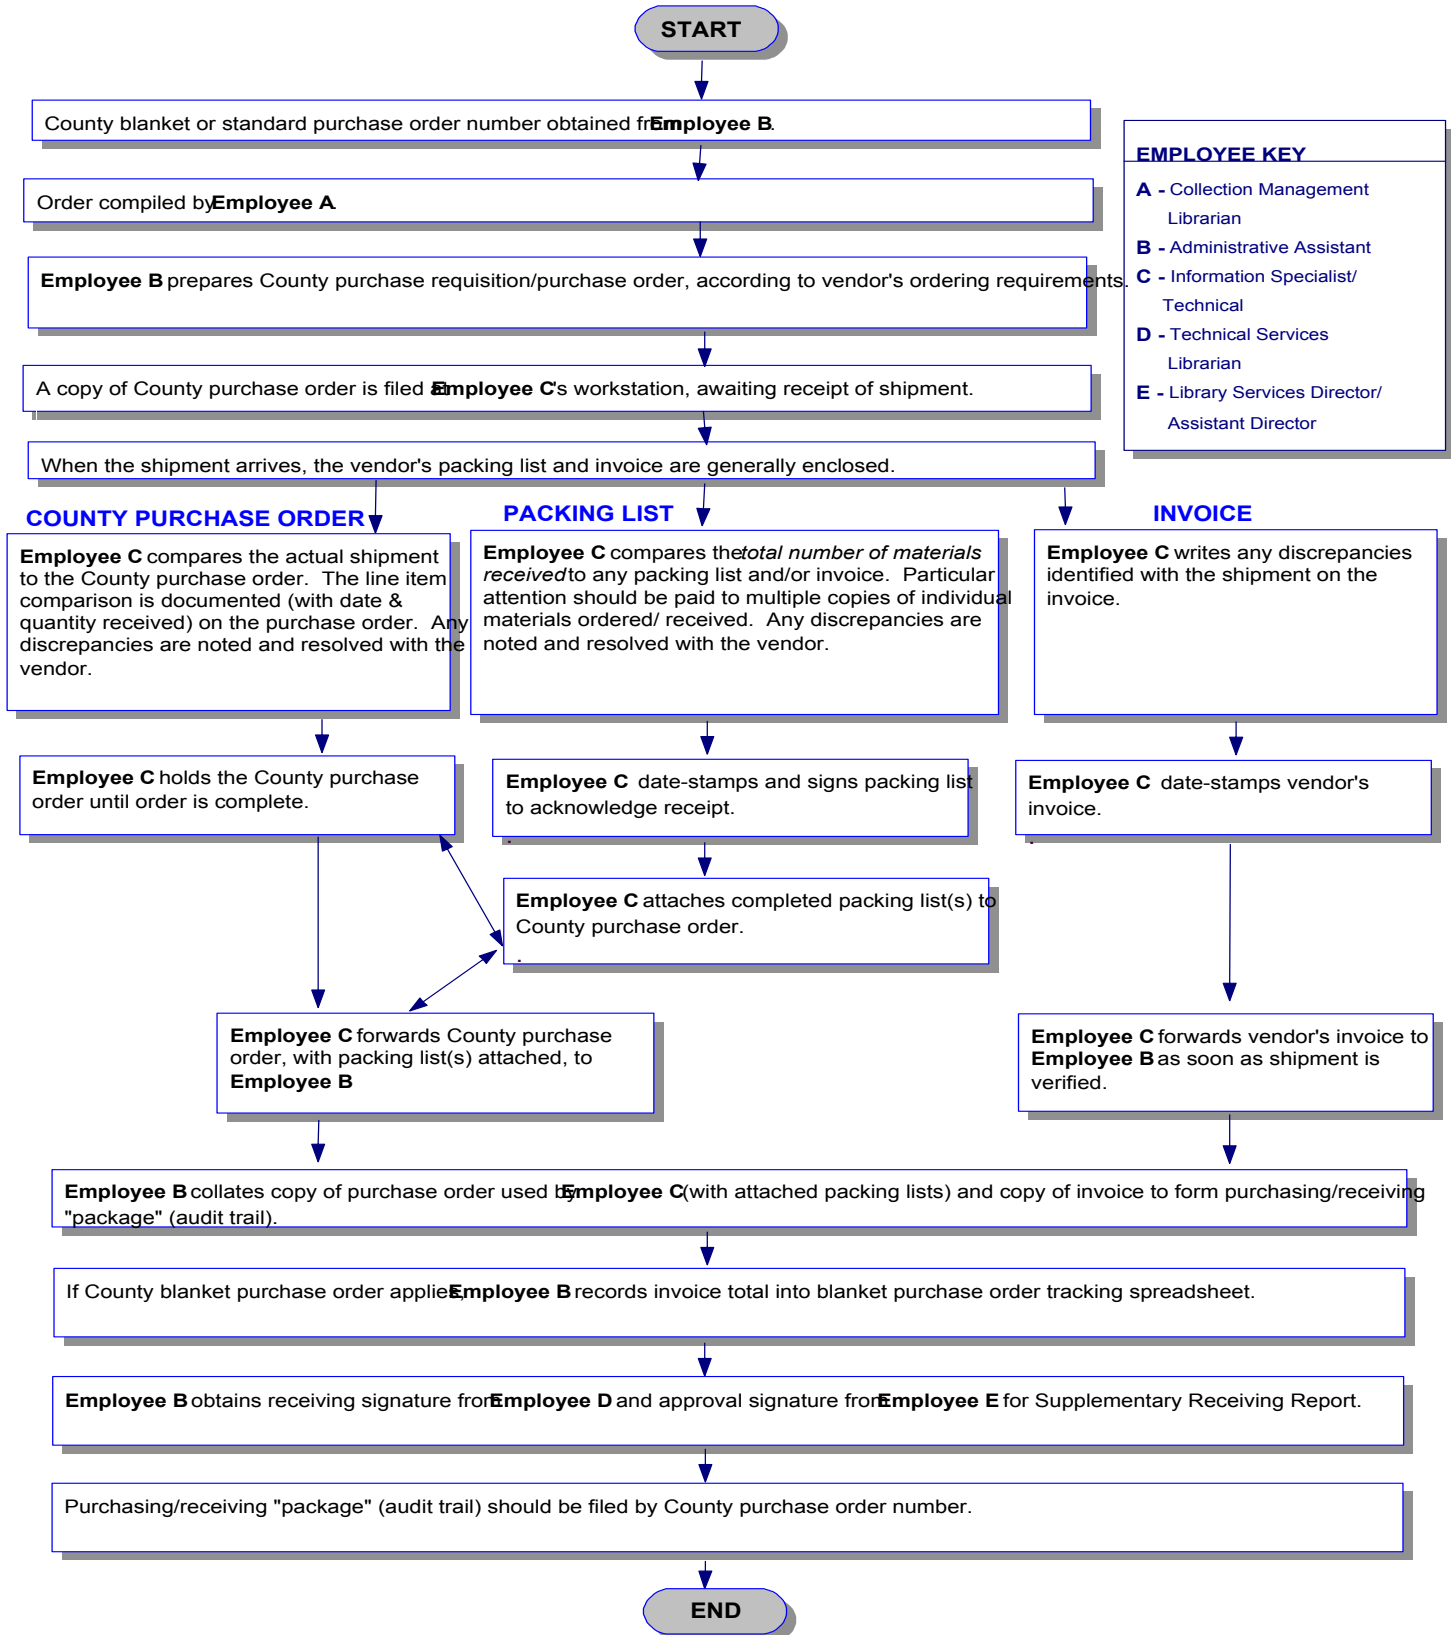 START
County blanket or standard purchase order number obtained from Employee B.
EMPLOYEE KEY
A - Collection Management
Librarian
B - Administrative Assistant
C - Information Specialist/
Technical
D - Technical Services
Librarian
E - Library Services Director/
Assistant Director
Order compiled by Employee A.
Employee B prepares County purchase requisition/purchase order, according to vendor's ordering requirements.
A copy of County purchase order is filed at Employee C's workstation, awaiting receipt of shipment.
When the shipment arrives, the vendor's packing list and invoice are generally enclosed.
COUNTY PURCHASE ORDER
Employee C compares the actual shipment
to the County purchase order. The line item
comparison is documented (with date &
quantity received) on the purchase order. Any
discrepancies are noted and resolved with the
vendor.
PACKING LIST
Employee C compares the total number of materials
received to any packing list and/or invoice. Particular
attention should be paid to multiple copies of individual
materials ordered/ received. Any discrepancies are
noted and resolved with the vendor.
INVOICE
Employee C writes any discrepancies
identified with the shipment on the
invoice.
Employee C holds the County purchase
order until order is complete.
Employee C date-stamps and signs packing list
to acknowledge receipt.
.
Employee C date-stamps vendor's
invoice.
.
Employee C attaches completed packing list(s) to
County purchase order.
.
Employee C forwards County purchase
order, with packing list(s) attached, to
Employee B
Employee C forwards vendor's invoice to
Employee B as soon as shipment is
verified.
Employee B collates copy of purchase order used by Employee C (with attached packing lists) and copy of invoice to form purchasing/receiving
"package" (audit trail).
If County blanket purchase order applies, Employee B records invoice total into blanket purchase order tracking spreadsheet.
Employee B obtains receiving signature from Employee D and approval signature from Employee E for Supplementary Receiving Report.
Purchasing/receiving "package" (audit trail) should be filed by County purchase order number.
END